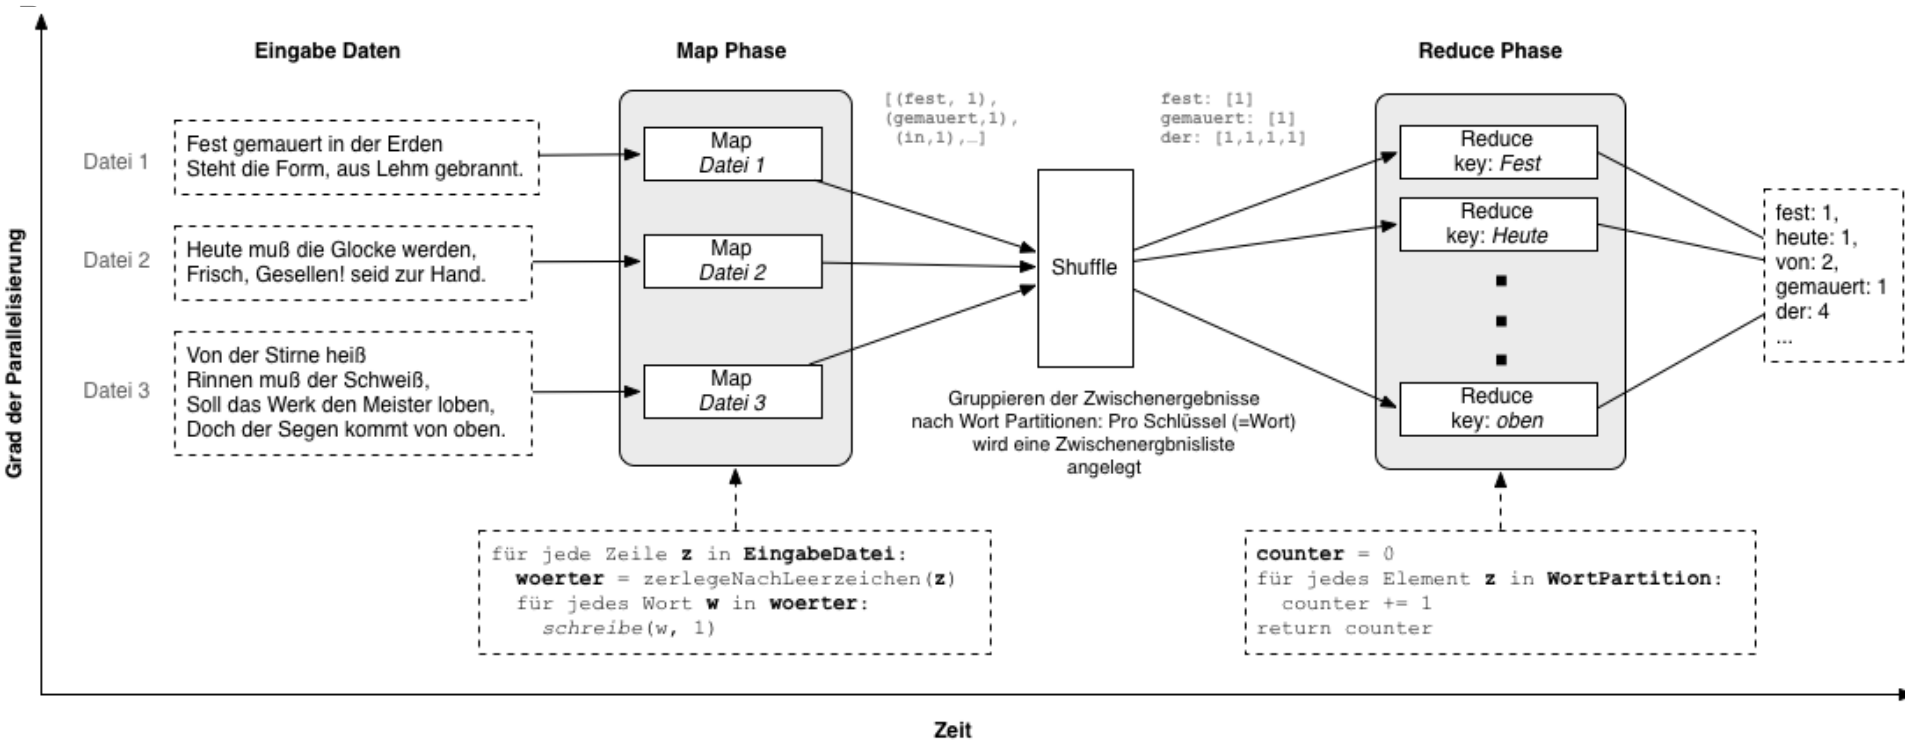 Eingabe Daten
Map Phase
Reduce Phase
Grad der Paralleisierung
Datei 1
Fest gemauert in der Erden
Steht die Form, aus Lehm gebrannt.
Datei 2
Heute muß die Glocke werden,
Frisch, Gesellen! seid zur Hand.
Datei 3
Von der Stirne heiß
Rinnen muß der Schweiß,
Soll das Werk den Meister loben,
Doch der Segen kommt von oben.
Map
Datei 1
Map
Datei 2
Map
Datei 3
[(fest, 1),
(gemauert,1),
(in,1),…]
Shuffle
Gruppieren der Zwischenergebnisse
nach Wort Partitionen: Pro Schlüssel (=Wort)
wird eine Zwischenergbnisliste
angelegt
fest: [1]
gemauert: [1]
der: [1,1,1,1]
Reduce
key: Fest
Reduce
key: Heute
Reduce
key: oben
fest: 1,
heute: 1,
von: 2,
gemauert: 1
der: 4
...
für jede Zeile z in EingabeDatei:
woerter = zerlegeNachLeerzeichen(z)
für jedes Wort w in woerter:
schreibe(w, 1)
counter = 0
für jedes Element z in WortPartition:
counter += 1
return counter
Zeit